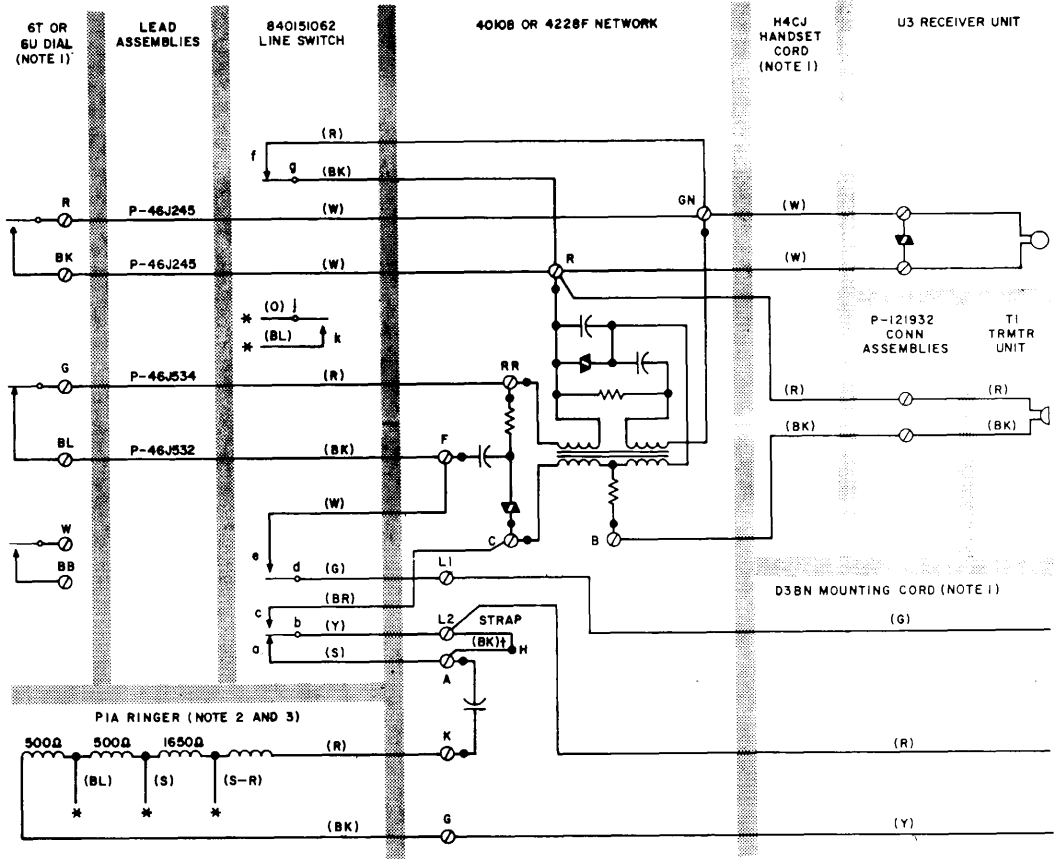 6T OR
6U DIAL
(NOTE 1)
LEAD
ASSEMBLIES
840151062
LINE SWITCH
4010B OR 4228F NETWORK
H4CJ
HANDSET
CORD
(NOTE 1)
U3 RECEIVER UNIT
(R)
f
g
(BK)
GN
R
P-46J245
(W)
(W)
BK
P-46J245
(W)
R
(W)
* (O) j
* (BL) k
P-121932
CONN
ASSEMBLIES
T1
TRMTR
UNIT
G
P-46J534
(R)
RR
(R)
(R)
BL
P-46J532
(BK)
F
(BK)
(BK)
(W)
W
e
C
B
BB
d
(G)
L1
D3BN MOUNTING CORD (NOTE 1)
(BR)
c
b
(Y)
L2
STRAP
(G)
a
(S)
(BK)†
H
A
P1A RINGER (NOTE 2 AND 3)
500Ω
500Ω
1650Ω
(R)
K
(R)
(BL)
(S)
(S-R)
*
*
*
(BK)
G
(Y)